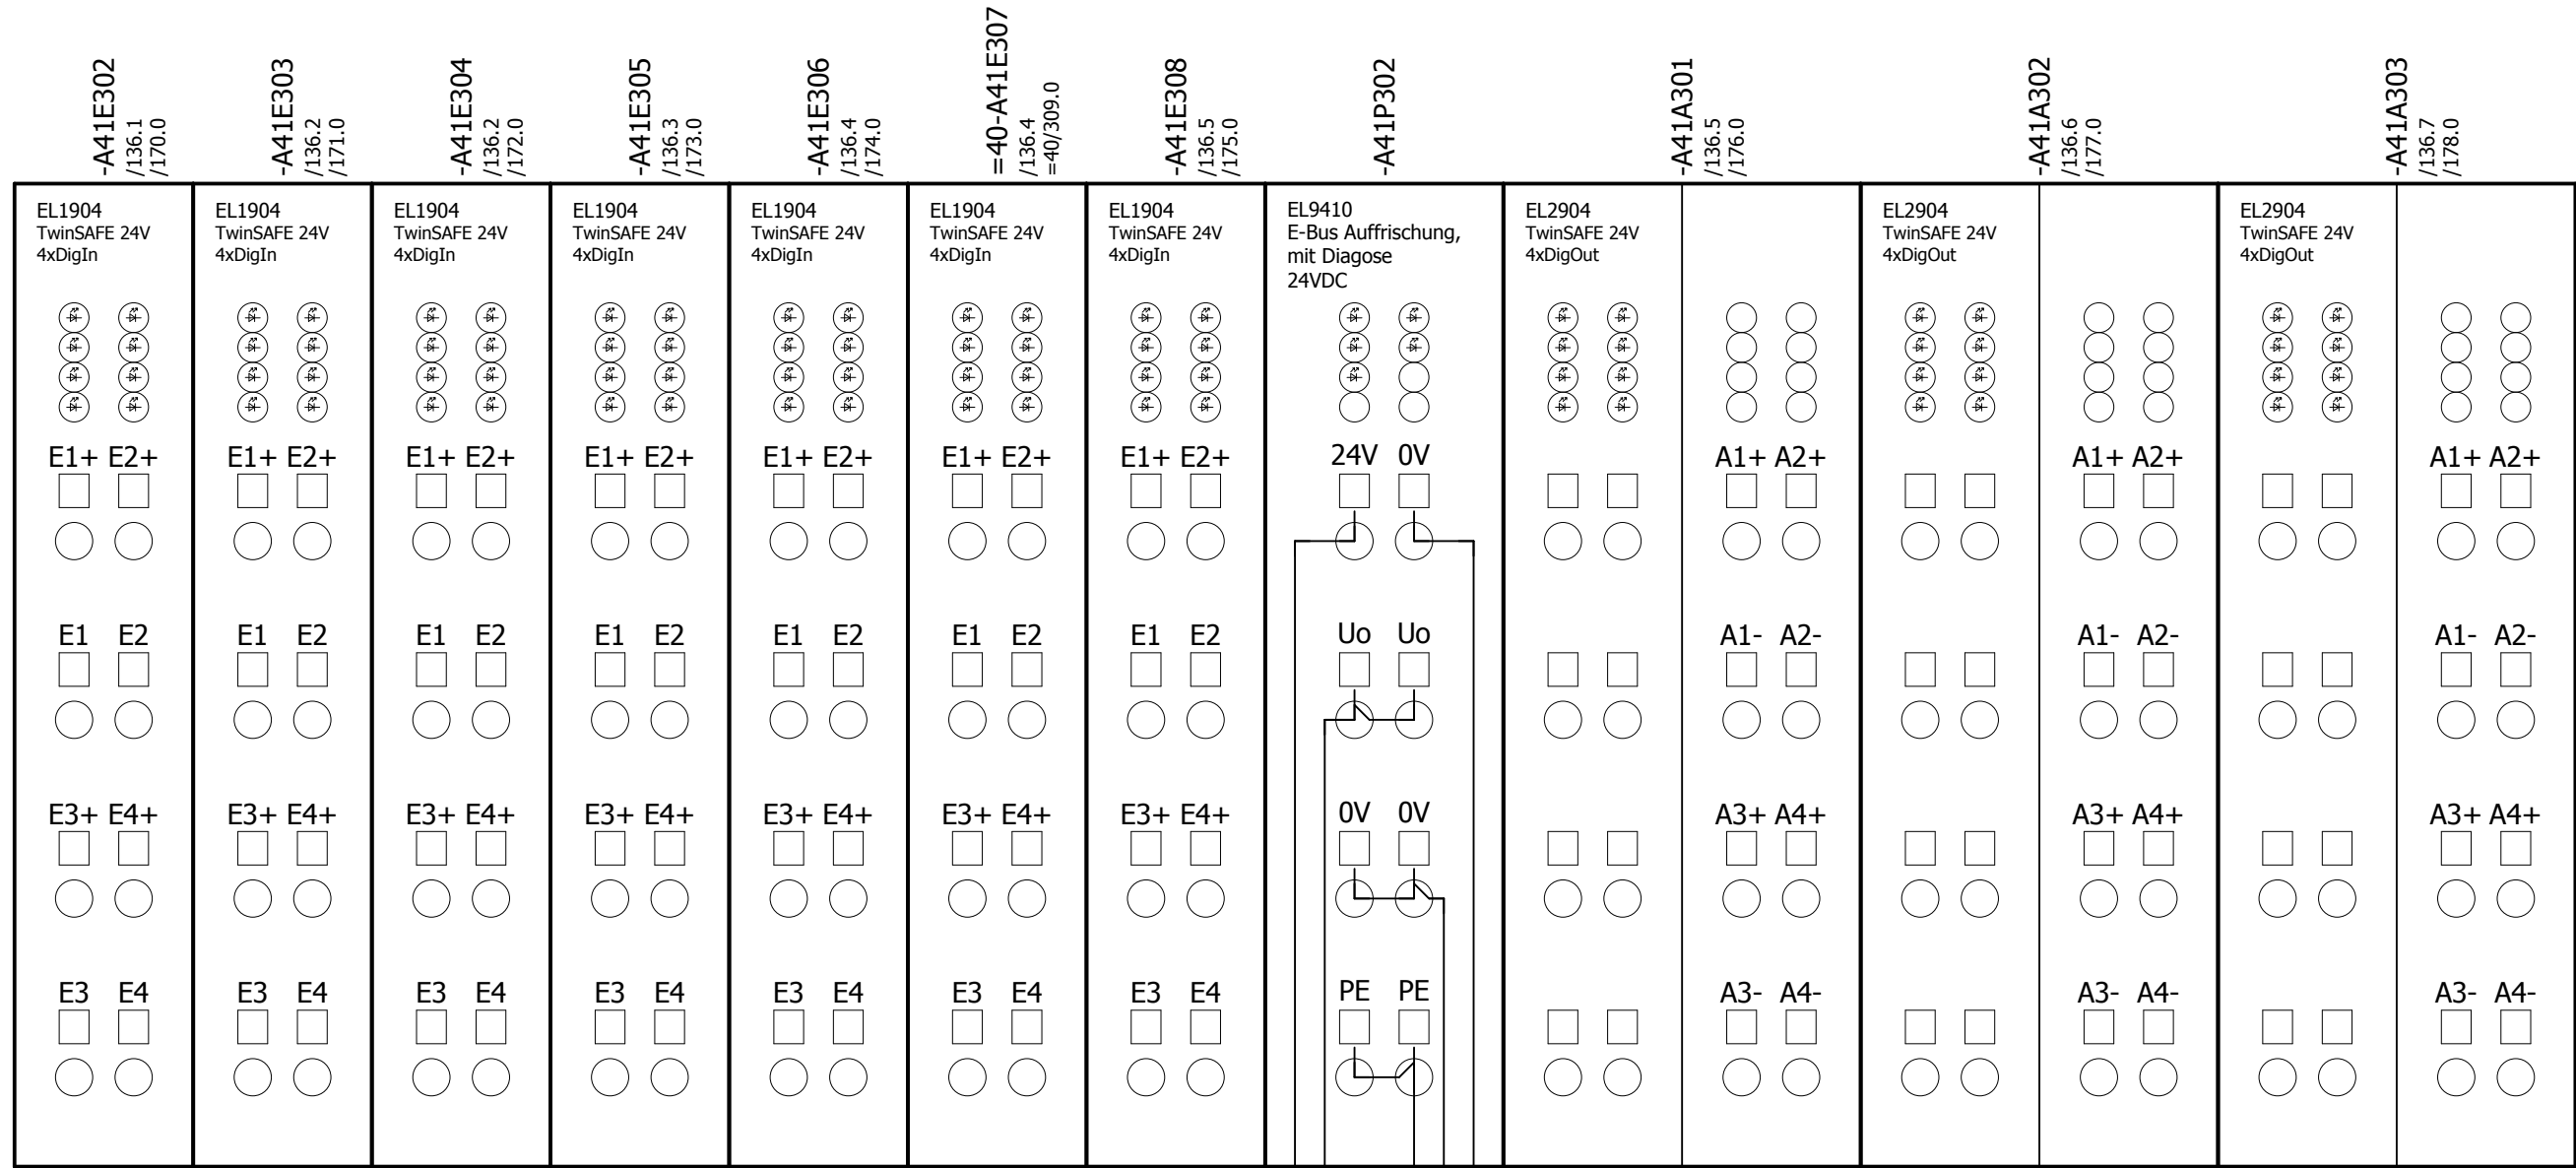 -A41E302
/136.1
/170.0
-A41E303
/136.2
/171.0
-A41E304
/136.2
/172.0
-A41E305
/136.3
/173.0
-A41E306
/136.4
/174.0
=40-A41E307
/136.4
=40/309.0
-A41E308
/136.5
/175.0
-A41P302
-A41A301
/136.5
/176.0
-A41A302
/136.6
/177.0
-A41A303
/136.7
/178.0
EL1904
TwinSAFE 24V
4xDigIn
EL1904
TwinSAFE 24V
4xDigIn
EL1904
TwinSAFE 24V
4xDigIn
EL1904
TwinSAFE 24V
4xDigIn
EL1904
TwinSAFE 24V
4xDigIn
EL1904
TwinSAFE 24V
4xDigIn
EL1904
TwinSAFE 24V
4xDigIn
EL9410
E-Bus Auffrischung,
mit Diagose
24VDC
EL2904
TwinSAFE 24V
4xDigOut
EL2904
TwinSAFE 24V
4xDigOut
EL2904
TwinSAFE 24V
4xDigOut
E1+ E2+ E1+ E2+ E1+ E2+ E1+ E2+ E1+ E2+ E1+ E2+ E1+ E2+ 24V 0V A1+ A2+ A1+ A2+ A1+ A2+
E1 E2 E1 E2 E1 E2 E1 E2 E1 E2 E1 E2 E1 E2 Uo Uo A1- A2- A1- A2- A1- A2-
E3+ E4+ E3+ E4+ E3+ E4+ E3+ E4+ E3+ E4+ E3+ E4+ E3+ E4+ 0V 0V A3+ A4+ A3+ A4+ A3+ A4+
E3 E4 E3 E4 E3 E4 E3 E4 E3 E4 E3 E4 E3 E4 PE PE A3- A4- A3- A4- A3- A4-